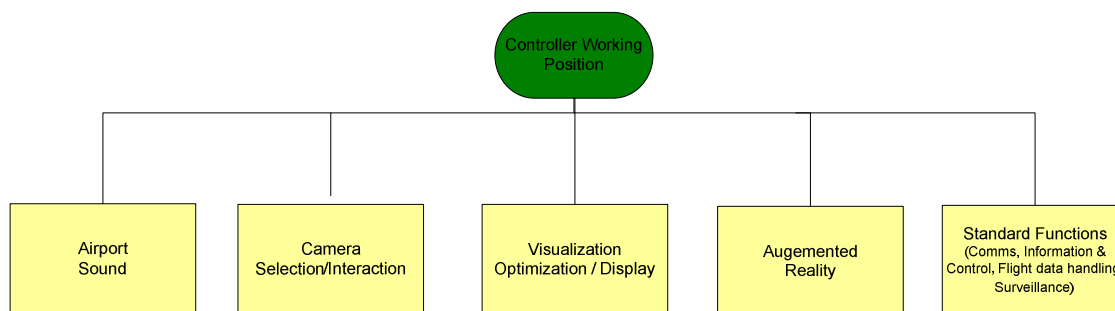 Controller Working
Position
Airport
Sound
Camera
Selection/Interaction
Visualization
Optimization / Display
Augemented
Reality
Standard Functions
(Comms, Information &
Control, Flight data handling
Surveillance)